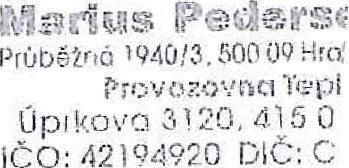 Marius Pederse
Průběžná 1940/3, 500 09 Hra
Provozovna Tepl
Úprkova 3120, 415 0
IČO: 42194920 DIČ: C